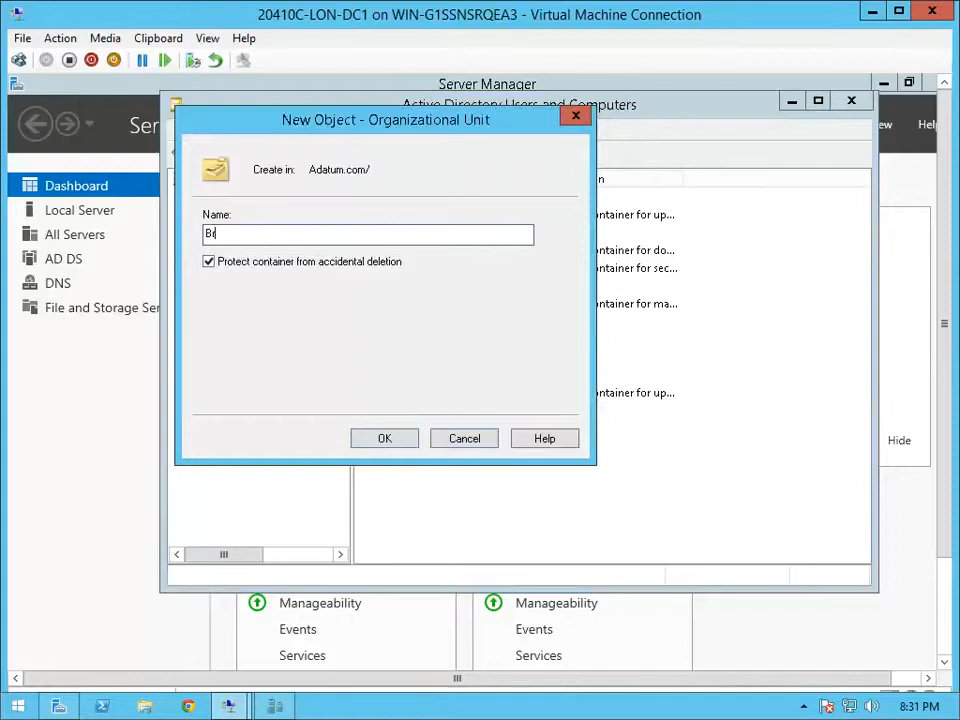 20410C-LON-DC1 on WIN-G1SSNSRQEA3 - Virtual Machine Connection
File Action Media Clipboard View Help
Server Manager
Active Directory Users and Computers
New Object - Organizational Unit
Ser
ew Help
Create in: Adatum.com/
n
Dashboard
Local Server
All Servers
AD DS
DNS
File and Storage Ser
Name:
Br
Protect container from accidental deletion
ontainer for up...
ontainer for do...
ontainer for sec...
ontainer for ma...
ontainer for up...
OK Cancel Help
Hide
Manageability
Events
Services
Manageability
Events
Services
8:31 PM